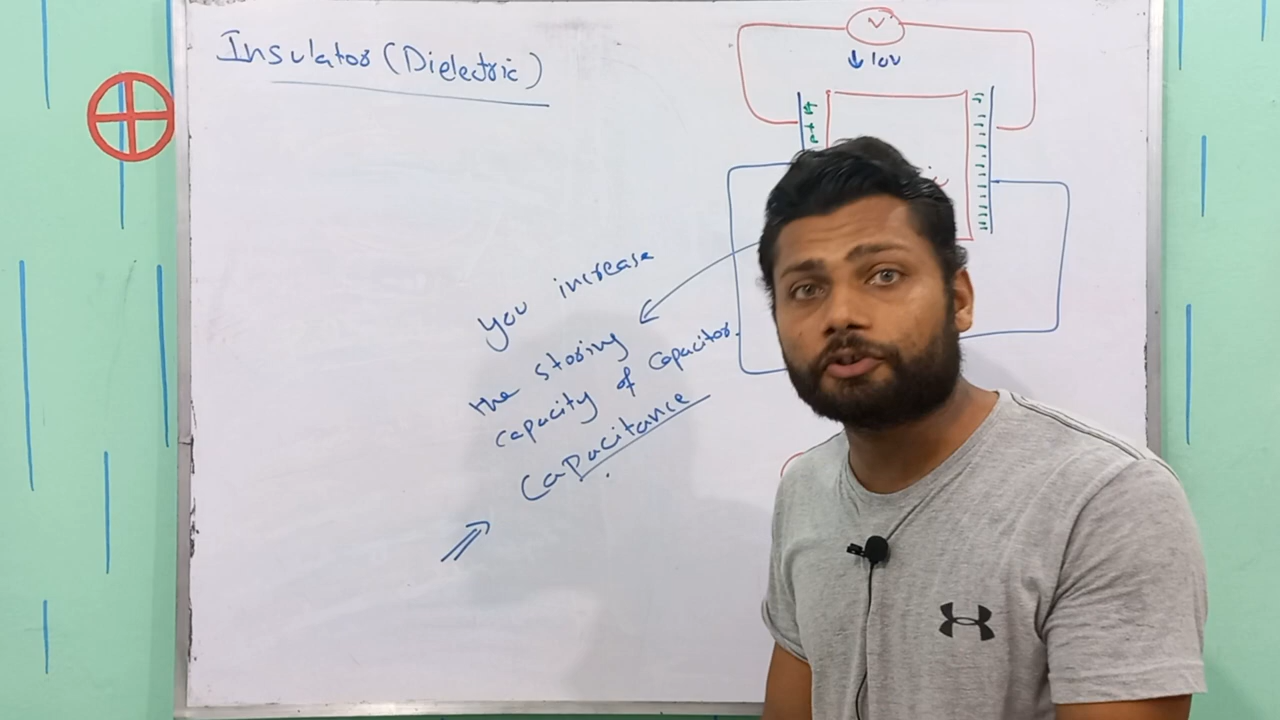 Insulator (Dielectric)
V
↓ 10V
You increase
the storing
capacity of capacitor.
Capacitance